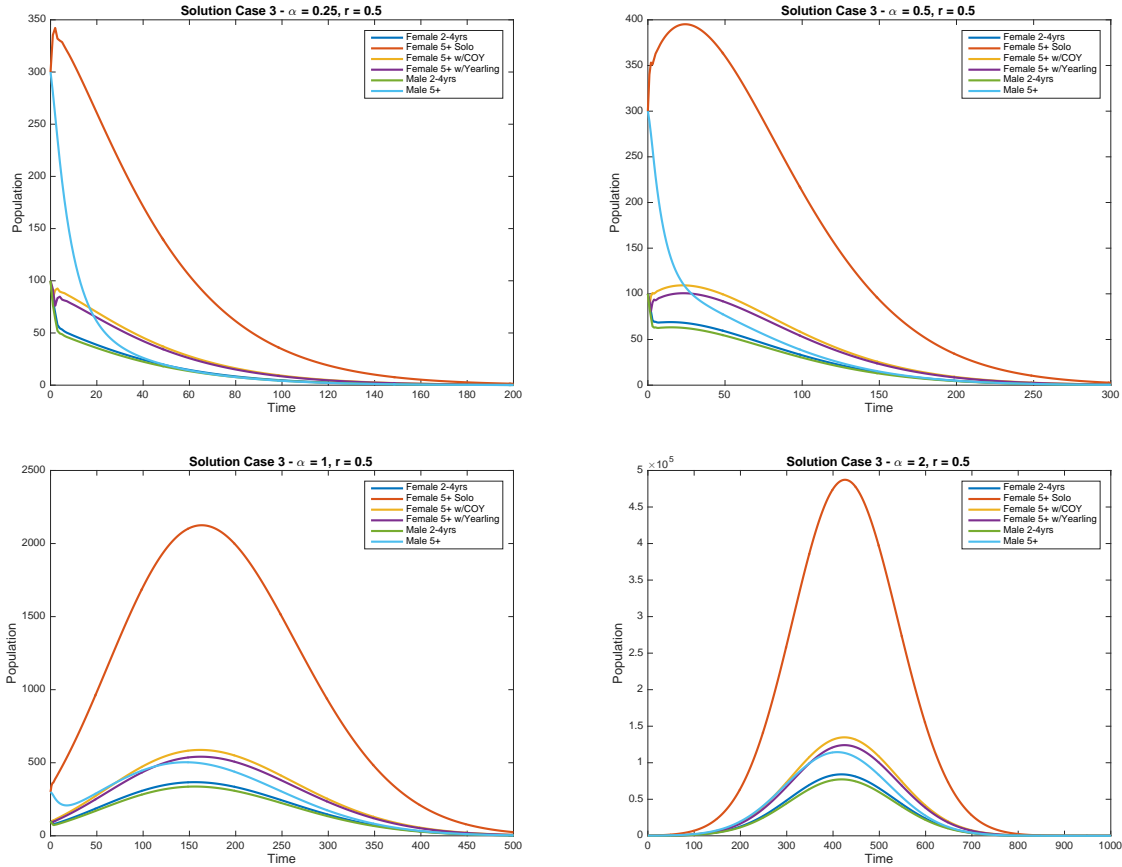 Solution Case 3 - α = 0.25, r = 0.5
350
300
250
200
150
100
50
0
Population
Female 2-4yrs
Female 5+ Solo
Female 5+ w/COY
Female 5+ w/Yearling
Male 2-4yrs
Male 5+
0 20 40 60 80 100 120 140 160 180 200
Time
Solution Case 3 - α = 0.5, r = 0.5
400
350
300
250
200
150
100
50
0
Population
Female 2-4yrs
Female 5+ Solo
Female 5+ w/COY
Female 5+ w/Yearling
Male 2-4yrs
Male 5+
0 50 100 150 200 250 300
Time
Solution Case 3 - α = 1, r = 0.5
2500
2000
1500
1000
500
0
Population
Female 2-4yrs
Female 5+ Solo
Female 5+ w/COY
Female 5+ w/Yearling
Male 2-4yrs
Male 5+
0 50 100 150 200 250 300 350 400 450 500
Time
Solution Case 3 - α = 2, r = 0.5
×10⁵
5
4.5
4
3.5
3
2.5
2
1.5
1
0.5
0
Population
Female 2-4yrs
Female 5+ Solo
Female 5+ w/COY
Female 5+ w/Yearling
Male 2-4yrs
Male 5+
0 100 200 300 400 500 600 700 800 900 1000
Time